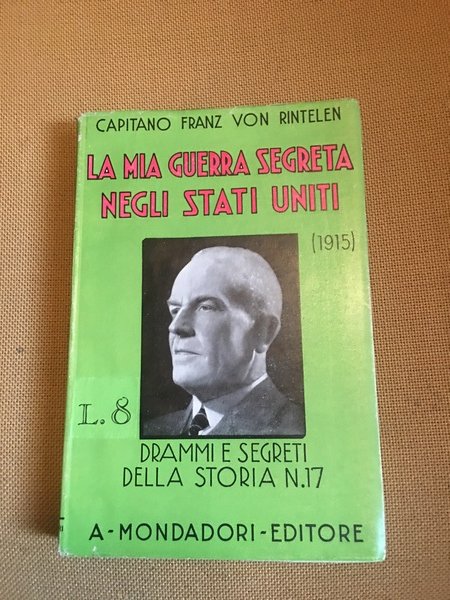 CAPITANO FRANZ VON RINTELEN
LA MIA GUERRA SEGRETA
NEGLI STATI UNITI
(1915)
L. 8
DRAMMI E SEGRETI
DELLA STORIA N.17
A-MONDADORI-EDITORE